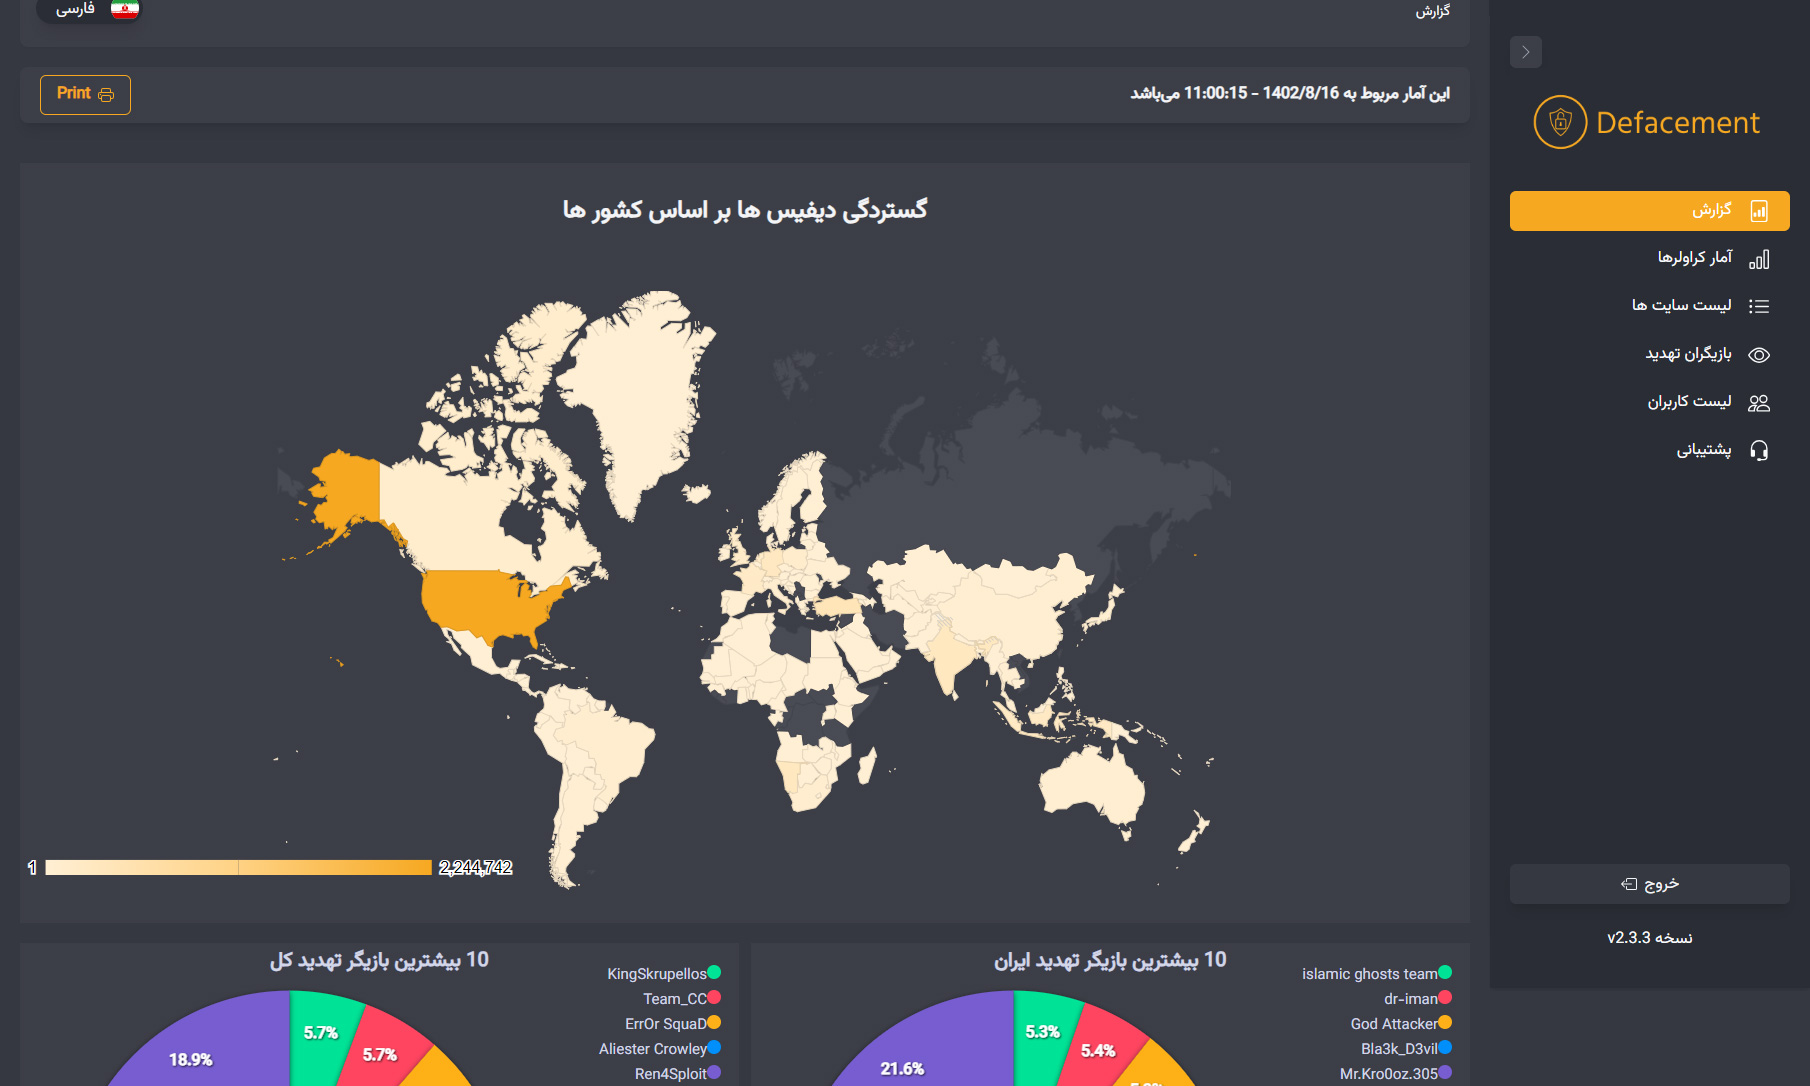 فارسی
گزارش
Print
این آمار مربوط به 1402/8/16 - 11:00:15 می‌باشد
Defacement
گزارش
آمار کراولرها
لیست سایت ها
بازیگران تهدید
لیست کاربران
پشتیبانی
خروج
نسخه v2.3.3
گستردگی دیفیس ها بر اساس کشور ها
1
2,244,742
10 بیشترین بازیگر تهدید ایران
islamic ghosts team
dr-iman
God Attacker
Bla3k_D3vil
Mr.Kro0oz.305
5.3%
5.4%
21.6%
10 بیشترین بازیگر تهدید کل
KingSkrupellos
Team_CC
ErrOr SquaD
Aliester Crowley
Ren4Sploit
5.7%
5.7%
18.9%